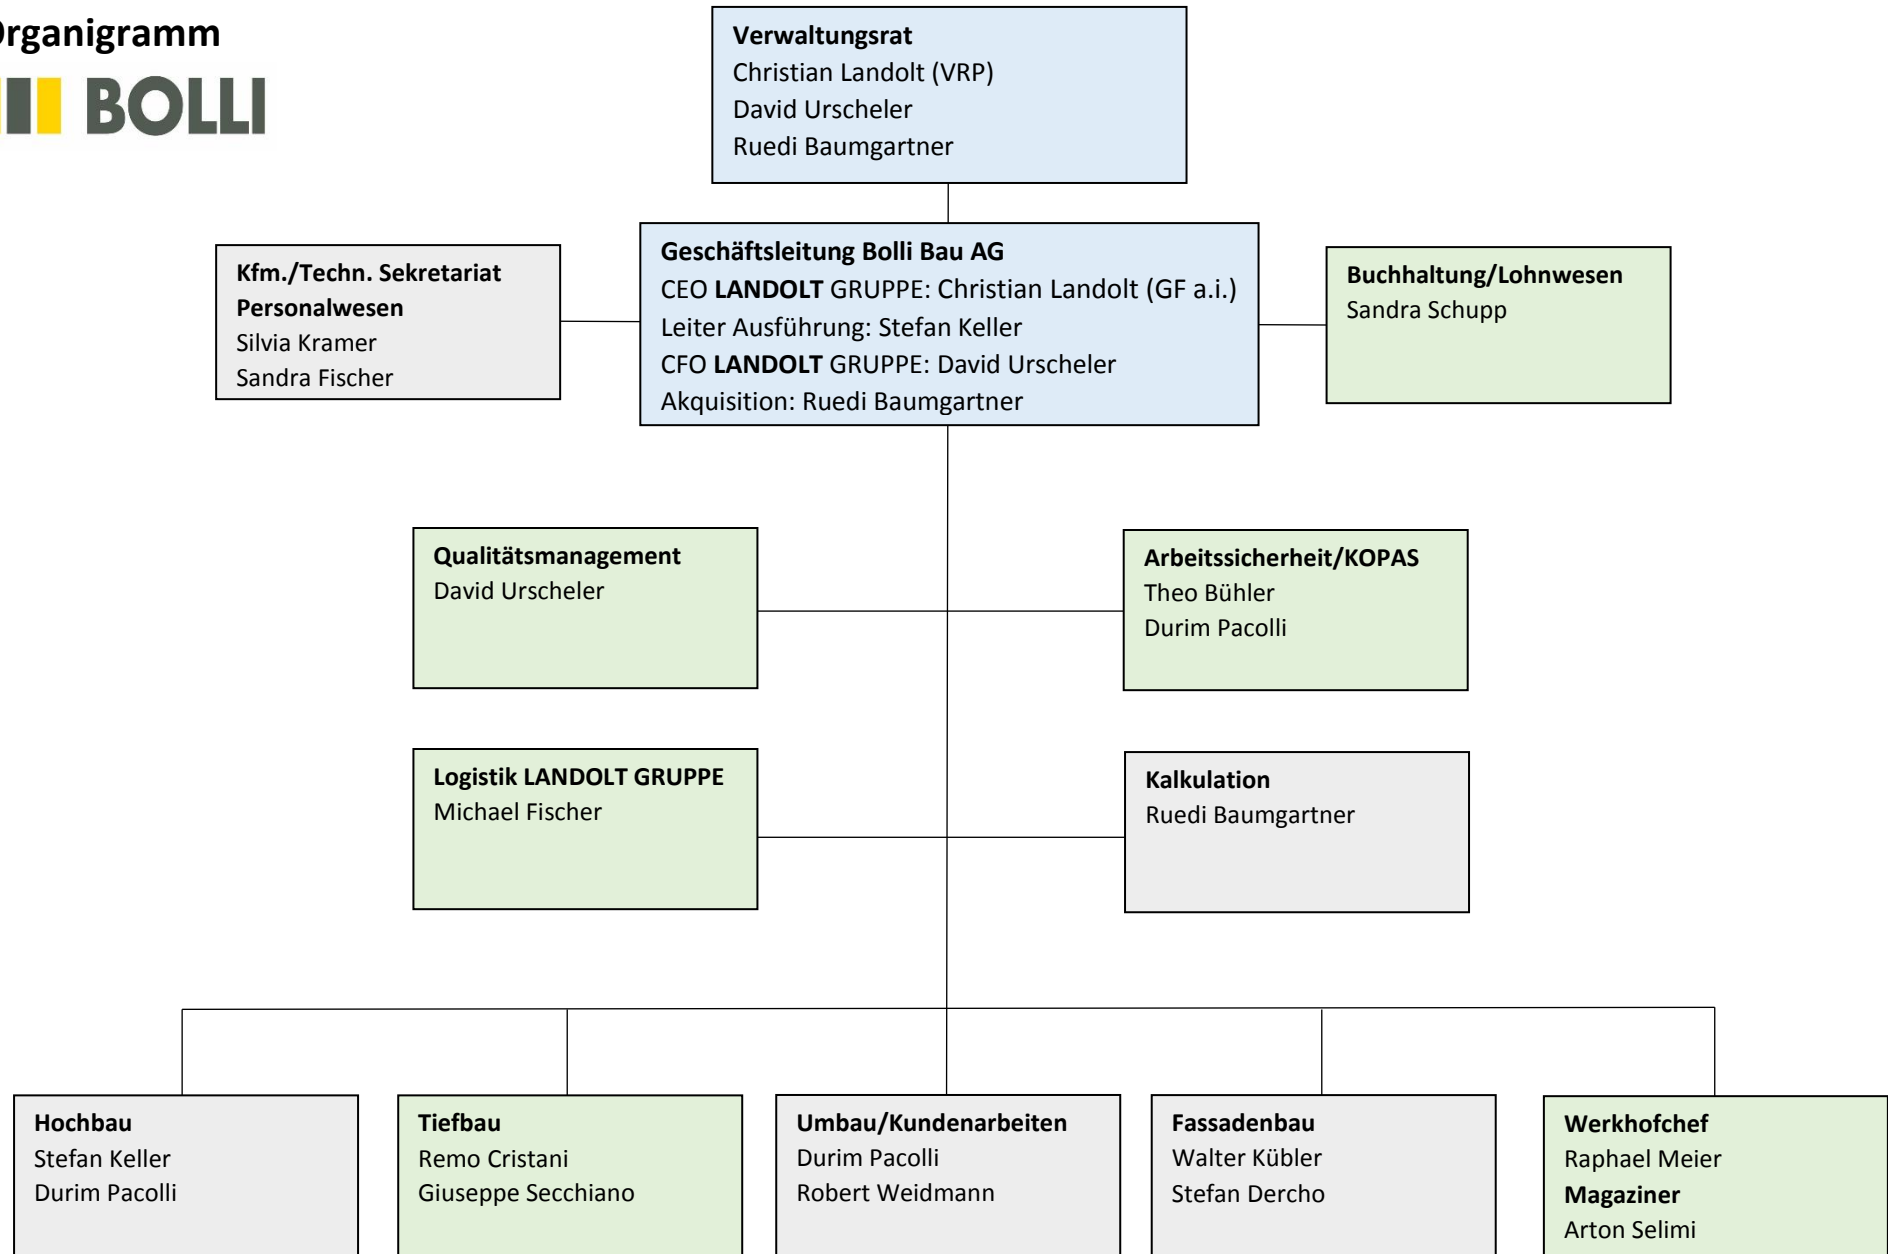 Organigramm
BOLLI
Verwaltungsrat
Christian Landolt (VRP)
David Urscheler
Ruedi Baumgartner
Kfm./Techn. Sekretariat
Personalwesen
Silvia Kramer
Sandra Fischer
Geschäftsleitung Bolli Bau AG
CEO LANDOLT GRUPPE: Christian Landolt (GF a.i.)
Leiter Ausführung: Stefan Keller
CFO LANDOLT GRUPPE: David Urscheler
Akquisition: Ruedi Baumgartner
Buchhaltung/Lohnwesen
Sandra Schupp
Qualitätsmanagement
David Urscheler
Arbeitssicherheit/KOPAS
Theo Bühler
Durim Pacolli
Logistik LANDOLT GRUPPE
Michael Fischer
Kalkulation
Ruedi Baumgartner
Hochbau
Stefan Keller
Durim Pacolli
Tiefbau
Remo Cristani
Giuseppe Secchiano
Umbau/Kundenarbeiten
Durim Pacolli
Robert Weidmann
Fassadenbau
Walter Kübler
Stefan Dercho
Werkhofchef
Raphael Meier
Magaziner
Arton Selimi